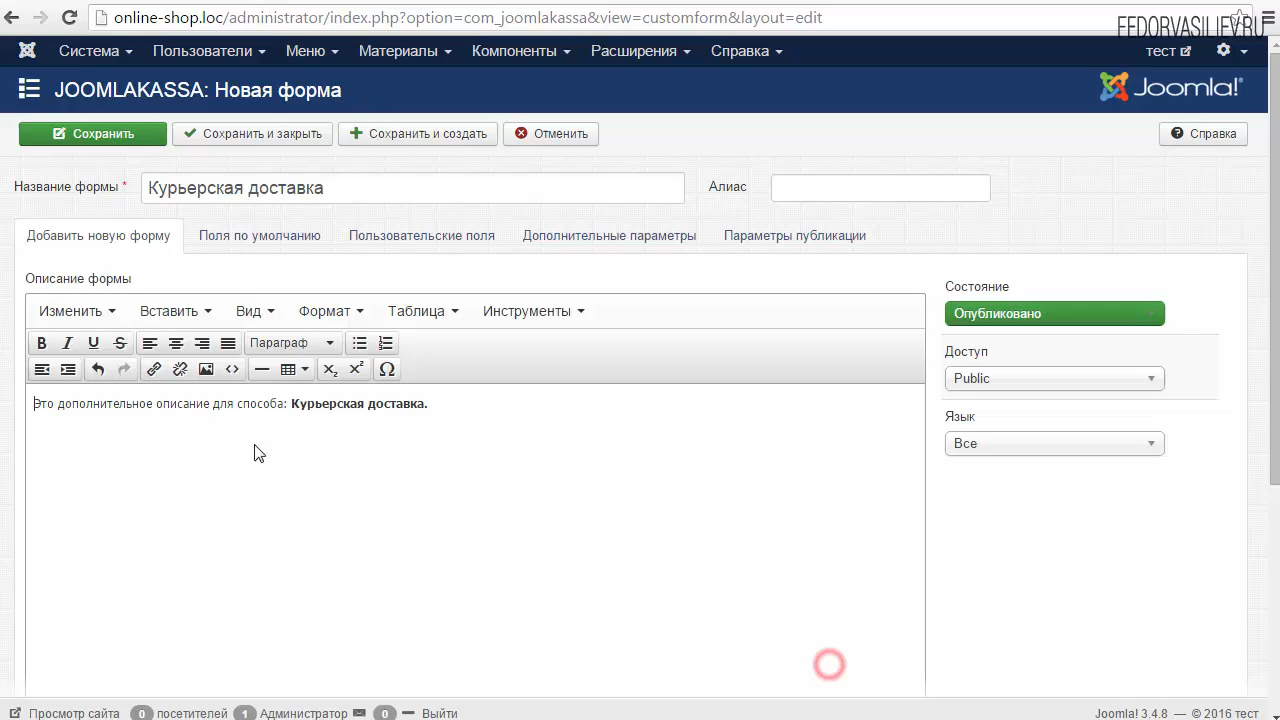 online-shop.loc/administrator/index.php?option=com_joomlakassa&view=customform&layout=edit
FEDORVASILIEV.RU
Система Пользователи Меню Материалы Компоненты Расширения Справка тест
JOOMLAKASSA: Новая форма Joomla!®
Сохранить Сохранить и закрыть Сохранить и создать Отменить Справка
Название формы * Курьерская доставка Алиас
Добавить новую форму Поля по умолчанию Пользовательские поля Дополнительные параметры Параметры публикации
Описание формы
Состояние
Изменить Вставить Вид Формат Таблица Инструменты
Опубликовано
B I U S Параграф
Доступ
X₂ X² Ω
Public
Это дополнительное описание для способа: Курьерская доставка.
Язык
Все
Просмотр сайта 0 посетителей 1 Администратор 0 Выйти Joomla! 3.4.8 — © 2016 тест